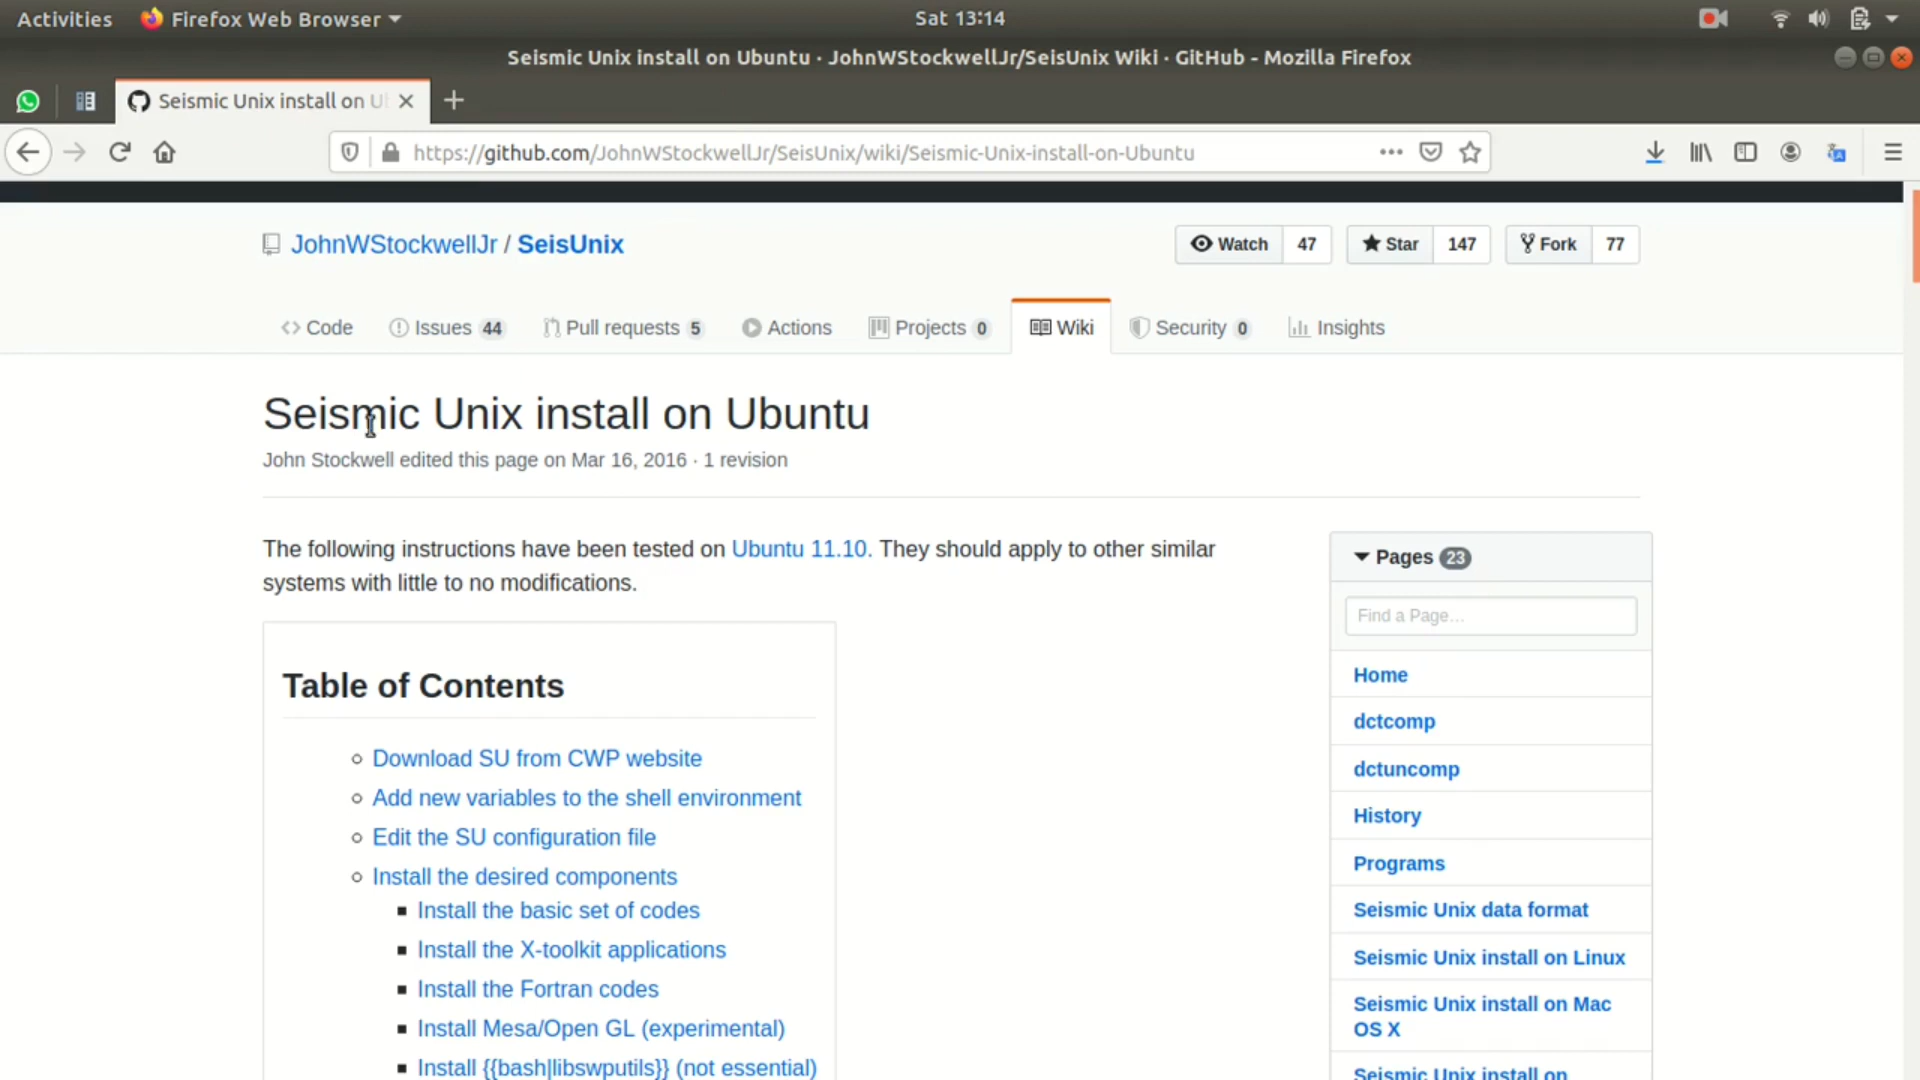 Activities Firefox Web Browser Sat 13:14
Seismic Unix install on Ubuntu · JohnWStockwellJr/SeisUnix Wiki · GitHub - Mozilla Firefox
Seismic Unix install on U
https://github.com/JohnWStockwellJr/SeisUnix/wiki/Seismic-Unix-install-on-Ubuntu
JohnWStockwellJr / SeisUnix Watch 47 Star 147 Fork 77
Code Issues 44 Pull requests 5 Actions Projects 0 Wiki Security 0 Insights
Seismic Unix install on Ubuntu
John Stockwell edited this page on Mar 16, 2016 · 1 revision
The following instructions have been tested on Ubuntu 11.10. They should apply to other similar
systems with little to no modifications.
Table of Contents
Download SU from CWP website
Add new variables to the shell environment
Edit the SU configuration file
Install the desired components
Install the basic set of codes
Install the X-toolkit applications
Install the Fortran codes
Install Mesa/Open GL (experimental)
Install {{bash|libswputils}} (not essential)
Pages 23
Find a Page…
Home
dctcomp
dctuncomp
History
Programs
Seismic Unix data format
Seismic Unix install on Linux
Seismic Unix install on Mac
OS X
Seismic Unix install on